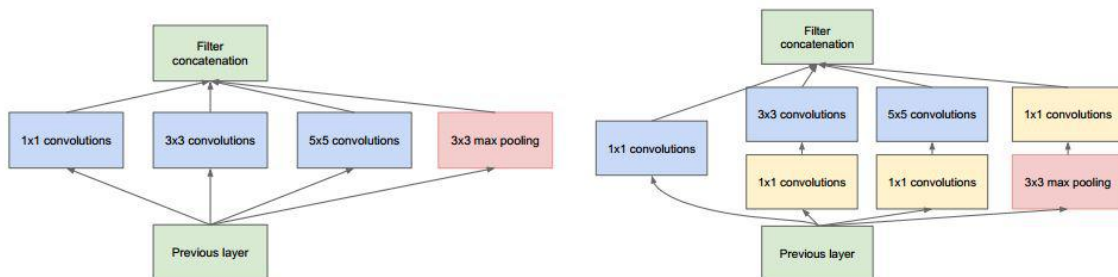 Filter
concatenation
1x1 convolutions
3x3 convolutions
5x5 convolutions
3x3 max pooling
Previous layer
Filter
concatenation
3x3 convolutions
5x5 convolutions
1x1 convolutions
1x1 convolutions
1x1 convolutions
1x1 convolutions
3x3 max pooling
Previous layer